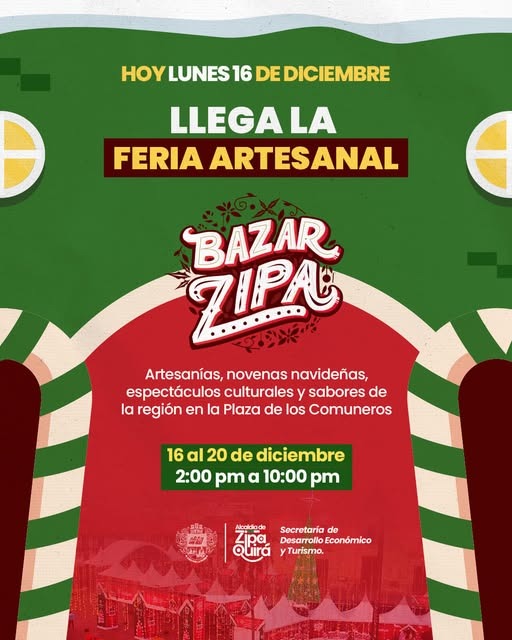 HOY LUNES 16 DE DICIEMBRE
LLEGA LA
FERIA ARTESANAL
BAZAR
ZIPA
Artesanías, novenas navideñas,
espectáculos culturales y sabores de
la región en la Plaza de los Comuneros
16 al 20 de diciembre
2:00 pm a 10:00 pm
Alcaldía de
Zipa
Quirá
Secretaría de
Desarrollo Económico
y Turismo.